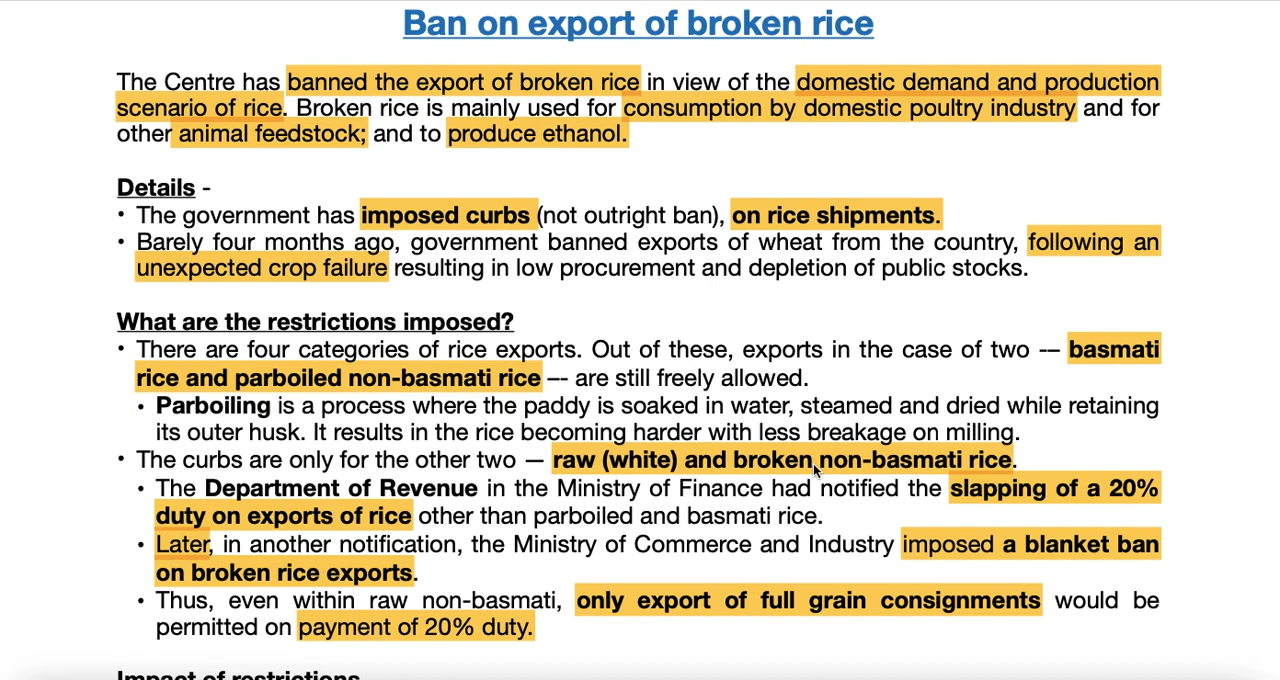 Ban on export of broken rice
The Centre has banned the export of broken rice in view of the domestic demand and production
scenario of rice. Broken rice is mainly used for consumption by domestic poultry industry and for
other animal feedstock; and to produce ethanol.
Details -
• The government has imposed curbs (not outright ban), on rice shipments.
• Barely four months ago, government banned exports of wheat from the country, following an
unexpected crop failure resulting in low procurement and depletion of public stocks.
What are the restrictions imposed?
• There are four categories of rice exports. Out of these, exports in the case of two –– basmati
rice and parboiled non-basmati rice –– are still freely allowed.
• Parboiling is a process where the paddy is soaked in water, steamed and dried while retaining
its outer husk. It results in the rice becoming harder with less breakage on milling.
• The curbs are only for the other two — raw (white) and broken non-basmati rice.
• The Department of Revenue in the Ministry of Finance had notified the slapping of a 20%
duty on exports of rice other than parboiled and basmati rice.
• Later, in another notification, the Ministry of Commerce and Industry imposed a blanket ban
on broken rice exports.
• Thus, even within raw non-basmati, only export of full grain consignments would be
permitted on payment of 20% duty.
Impact of restrictions